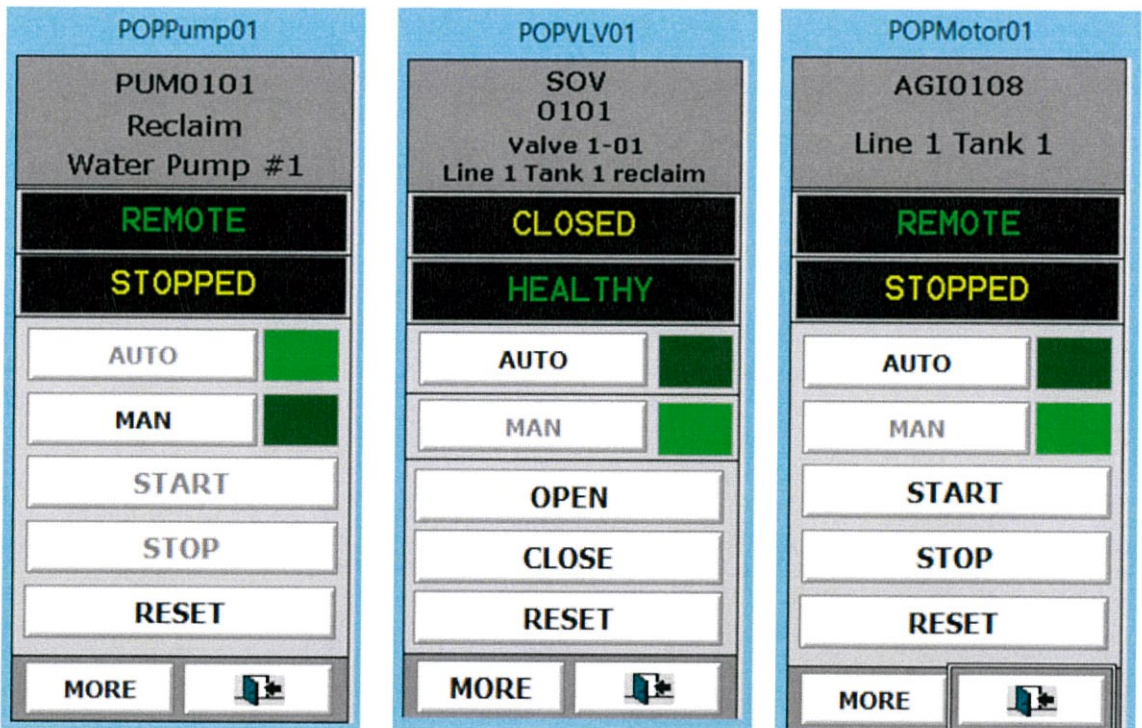 POPPump01
PUM0101
Reclaim
Water Pump #1
REMOTE
STOPPED
AUTO
MAN
START
STOP
RESET
MORE
POPVLV01
SOV
0101
Valve 1-01
Line 1 Tank 1 reclaim
CLOSED
HEALTHY
AUTO
MAN
OPEN
CLOSE
RESET
MORE
POPMotor01
AGI0108
Line 1 Tank 1
REMOTE
STOPPED
AUTO
MAN
START
STOP
RESET
MORE